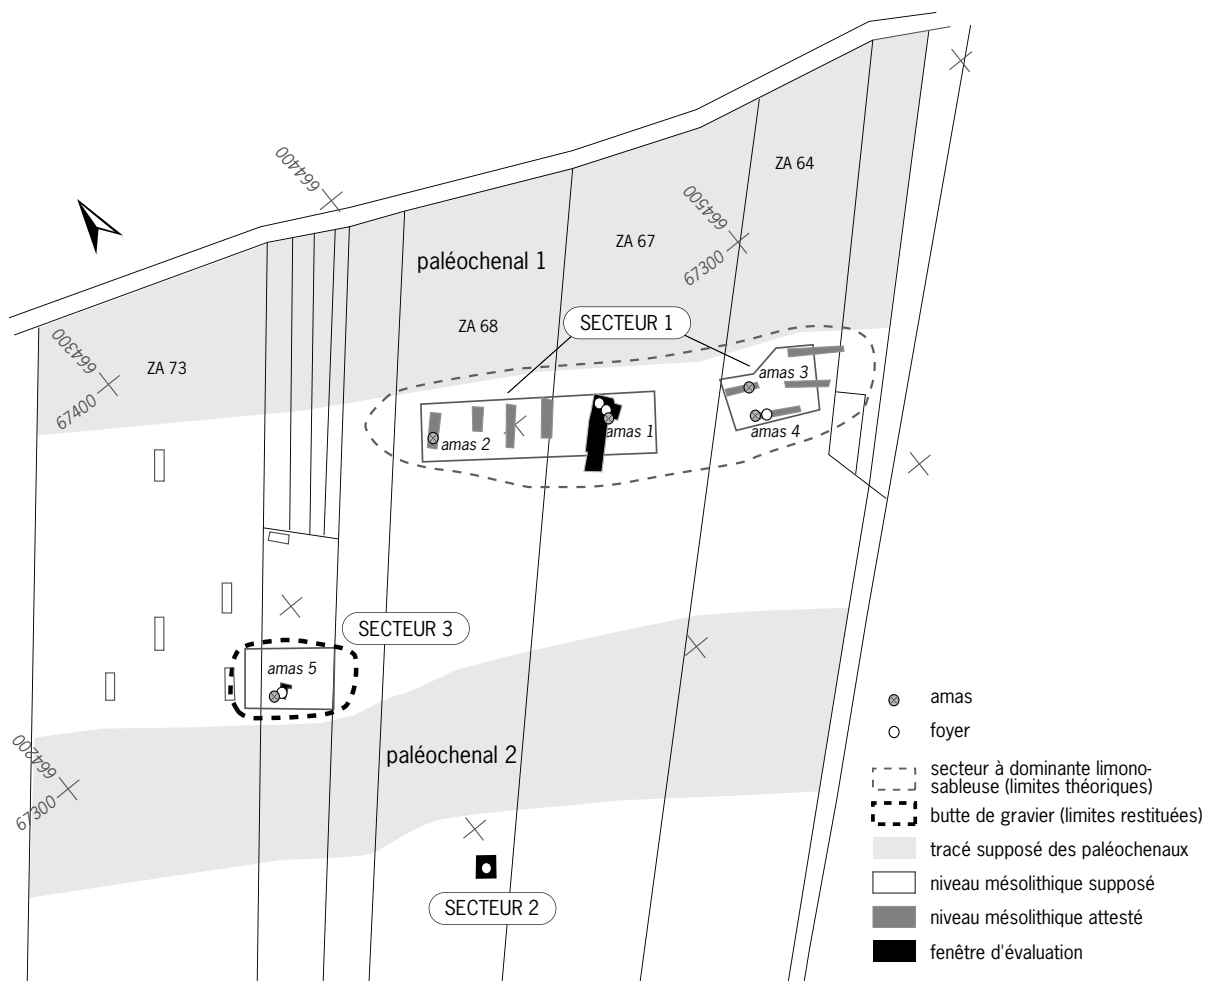 ZA 64
664400
664500
ZA 67
paléochenal 1
67300
SECTEUR 1
ZA 68
664300
ZA 73
amas 3
67400
amas 1
amas 4
amas 2
SECTEUR 3
amas 5
664200
paléochenal 2
67300
SECTEUR 2
amas
foyer
secteur à dominante limono-
sableuse (limites théoriques)
butte de gravier (limites restituées)
tracé supposé des paléochenaux
niveau mésolithique supposé
niveau mésolithique attesté
fenêtre d'évaluation